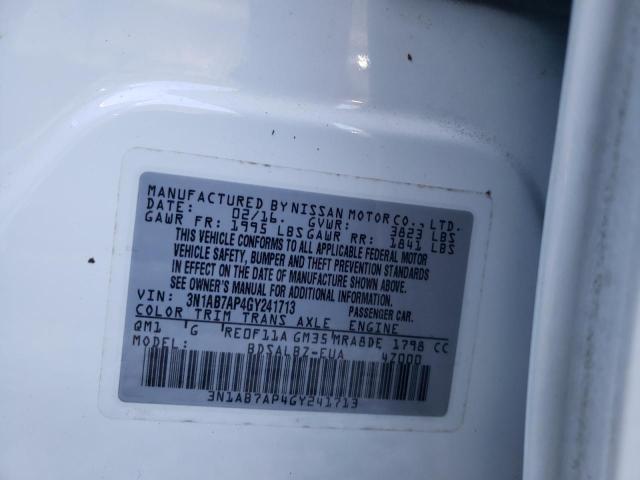 MANUFACTURED BY NISSAN MOTOR CO., LTD.
DATE: 02/16. GVWR: 3823 LBS
GAWR FR: 1995 LBS GAWR RR: 1841 LBS
THIS VEHICLE CONFORMS TO ALL APPLICABLE FEDERAL MOTOR
VEHICLE SAFETY, BUMPER AND THEFT PREVENTION STANDARDS
IN EFFECT ON THE DATE OF MANUFACTURE SHOWN ABOVE.
SEE OWNER'S MANUAL FOR ADDITIONAL INFORMATION.
VIN: 3N1AB7AP4GY241713 PASSENGER CAR.
COLOR TRIM TRANS AXLE ENGINE
QM1 G RE0F11A GM35 MRA8DE 1798 CC
MODEL: BDSALBZ-EUA 47000
3N1AB7AP4GY241713